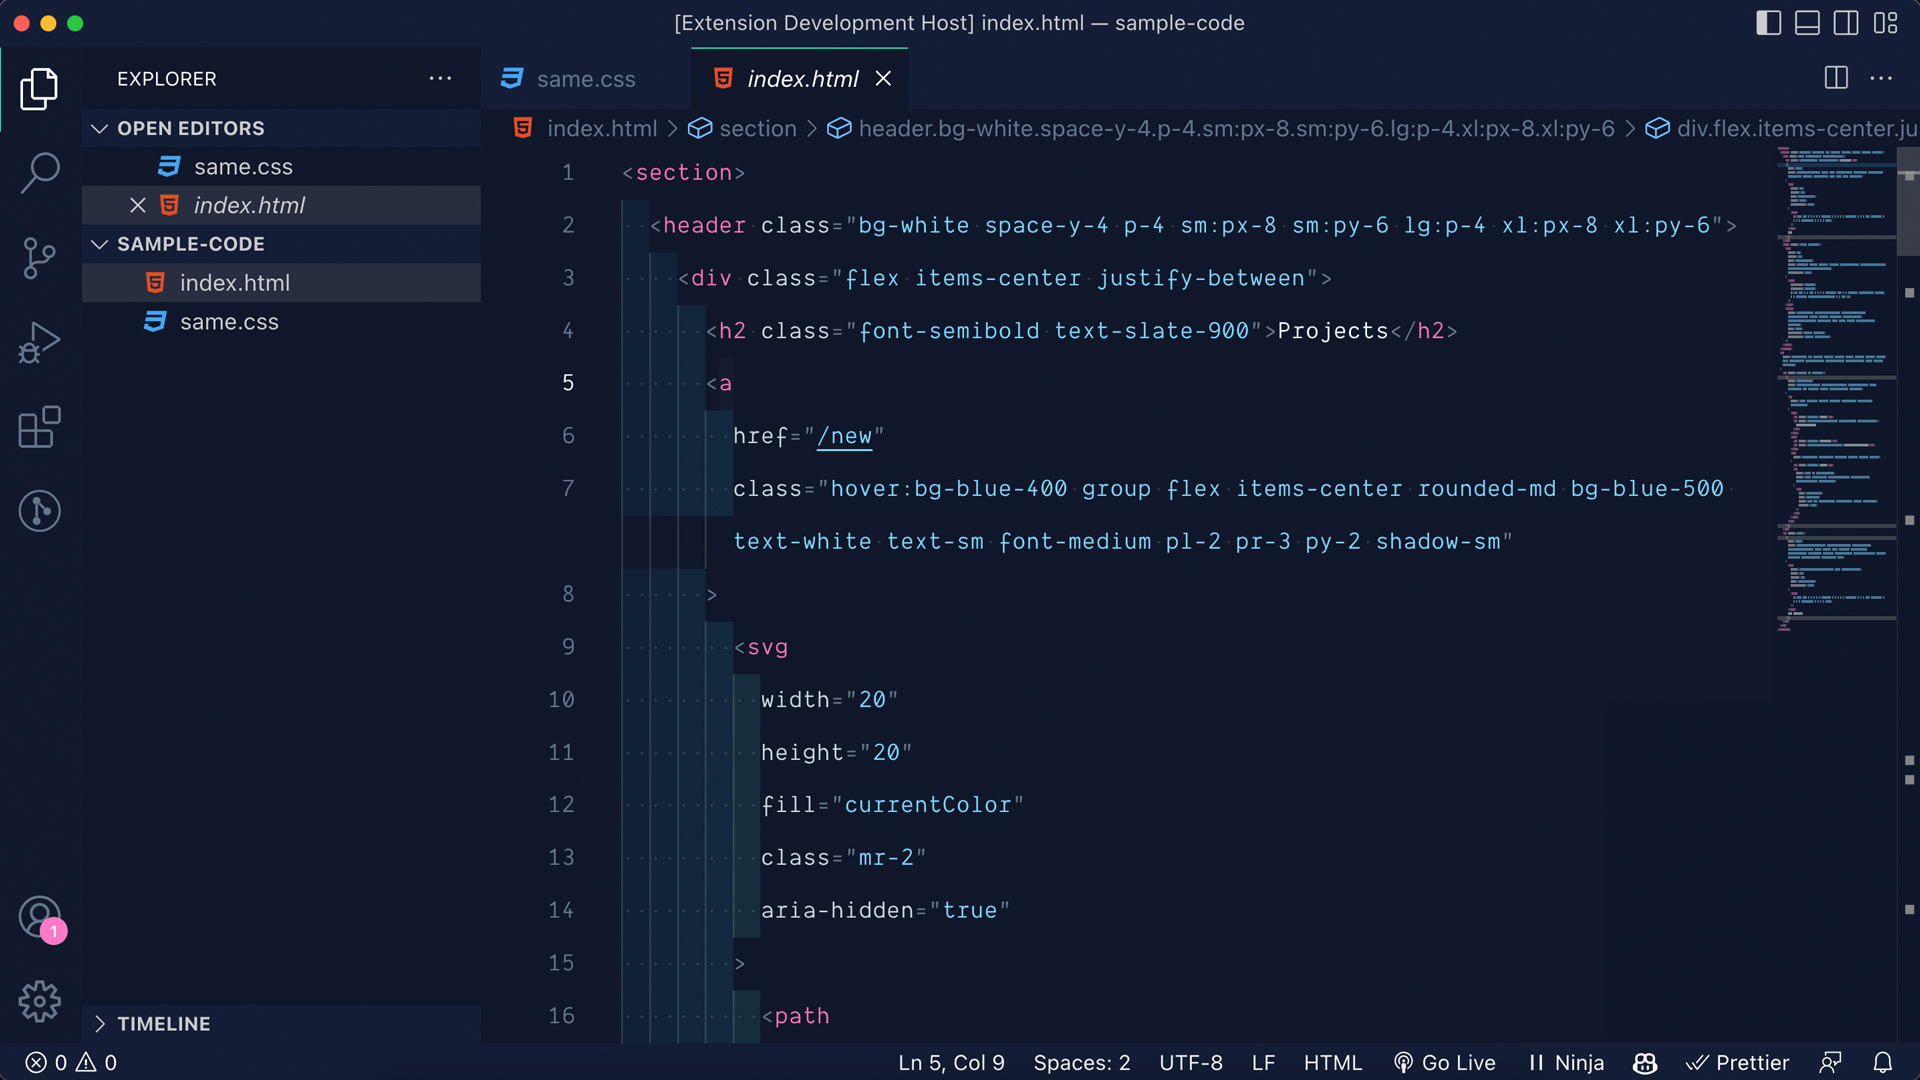 [Extension Development Host] index.html — sample-code
EXPLORER
OPEN EDITORS
same.css
index.html
SAMPLE-CODE
index.html
same.css
TIMELINE
same.css
index.html
index.html > section > header.bg-white.space-y-4.p-4.sm:px-8.sm:py-6.lg:p-4.xl:px-8.xl:py-6 > div.flex.items-center.ju
1 <section>
2 <header class="bg-white space-y-4 p-4 sm:px-8 sm:py-6 lg:p-4 xl:px-8 xl:py-6">
3 <div class="flex items-center justify-between">
4 <h2 class="font-semibold text-slate-900">Projects</h2>
5 <a
6 href="/new"
7 class="hover:bg-blue-400 group flex items-center rounded-md bg-blue-500
text-white text-sm font-medium pl-2 pr-3 py-2 shadow-sm"
8 >
9 <svg
10 width="20"
11 height="20"
12 fill="currentColor"
13 class="mr-2"
14 aria-hidden="true"
15 >
16 <path
1
0 0 Ln 5, Col 9 Spaces: 2 UTF-8 LF HTML Go Live Ninja Prettier